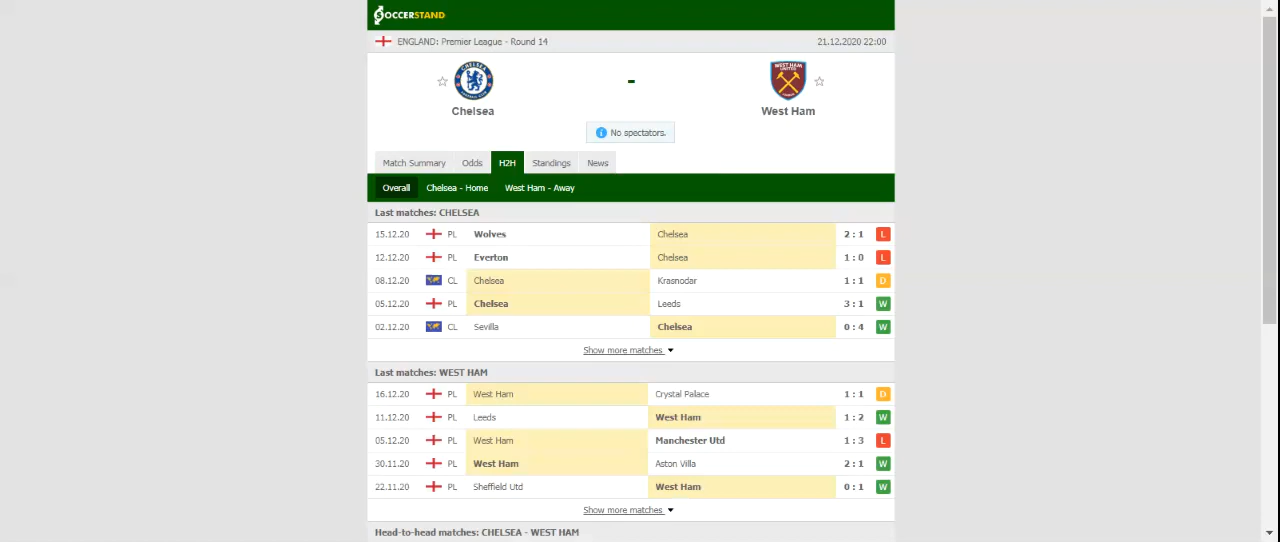 SOCCERSTAND
ENGLAND: Premier League - Round 14 21.12.2020 22:00
-
Chelsea West Ham
i No spectators.
Match Summary Odds H2H Standings News
Overall Chelsea - Home West Ham - Away
Last matches: CHELSEA
15.12.20 PL Wolves Chelsea 2 : 1 L
12.12.20 PL Everton Chelsea 1 : 0 L
08.12.20 CL Chelsea Krasnodar 1 : 1 D
05.12.20 PL Chelsea Leeds 3 : 1 W
02.12.20 CL Sevilla Chelsea 0 : 4 W
Show more matches
Last matches: WEST HAM
16.12.20 PL West Ham Crystal Palace 1 : 1 D
11.12.20 PL Leeds West Ham 1 : 2 W
05.12.20 PL West Ham Manchester Utd 1 : 3 L
30.11.20 PL West Ham Aston Villa 2 : 1 W
22.11.20 PL Sheffield Utd West Ham 0 : 1 W
Show more matches
Head-to-head matches: CHELSEA - WEST HAM